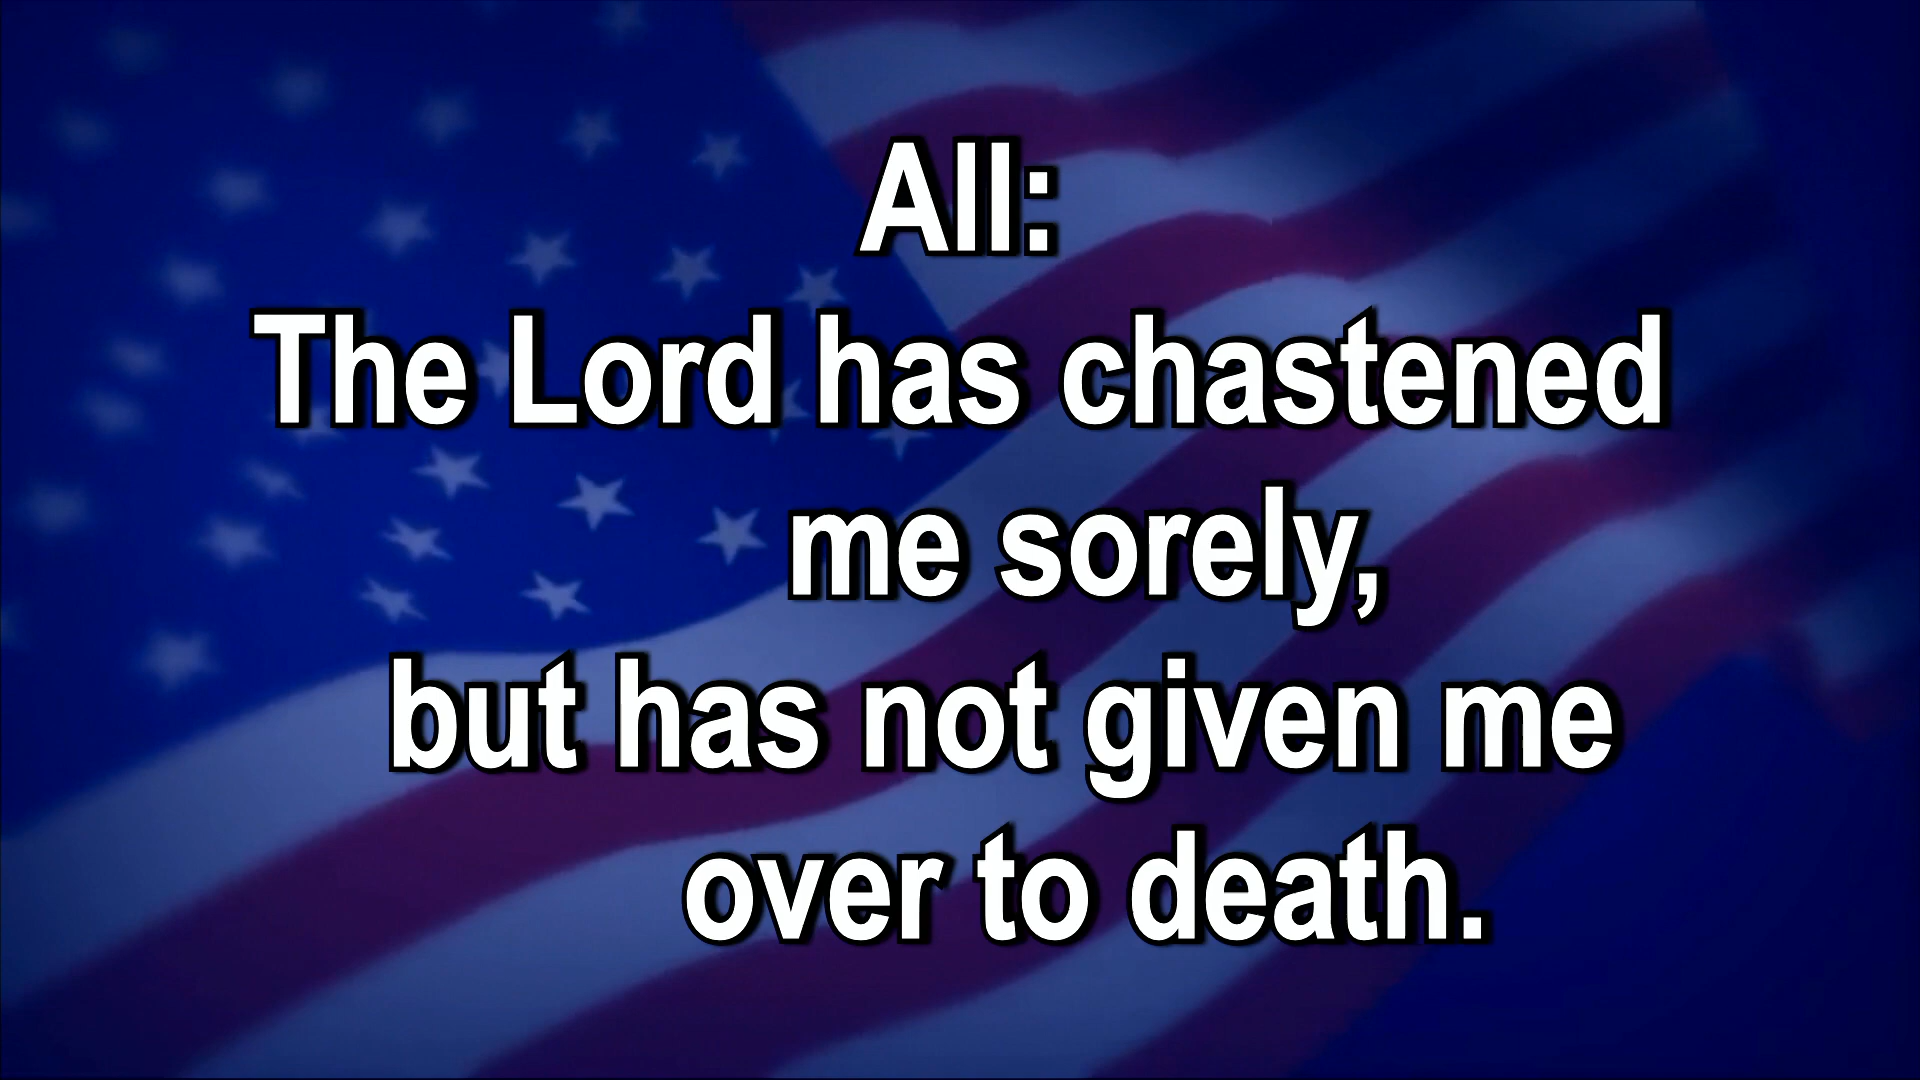 All:
The Lord has chastened
me sorely,
but has not given me
over to death.